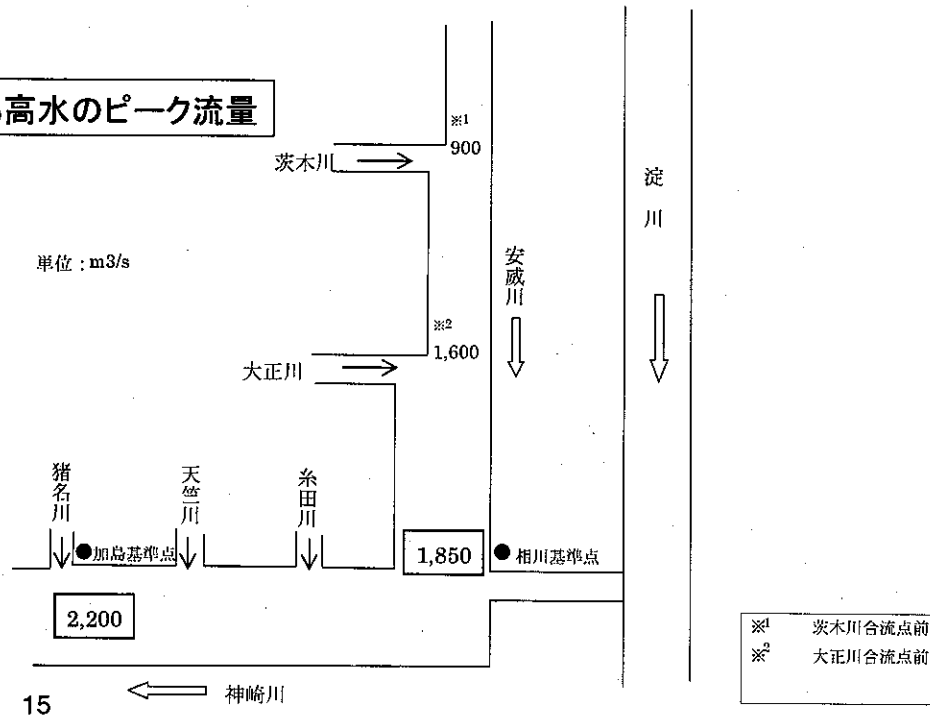 高水のピーク流量
※1
900
茨木川
淀川
単位:m3/s
安威川
※2
1,600
大正川
猪名川
天竺川
糸田川
●加島基準点
1,850
●相川基準点
2,200
※1 茨木川合流点前
※2 大正川合流点前
神崎川
15